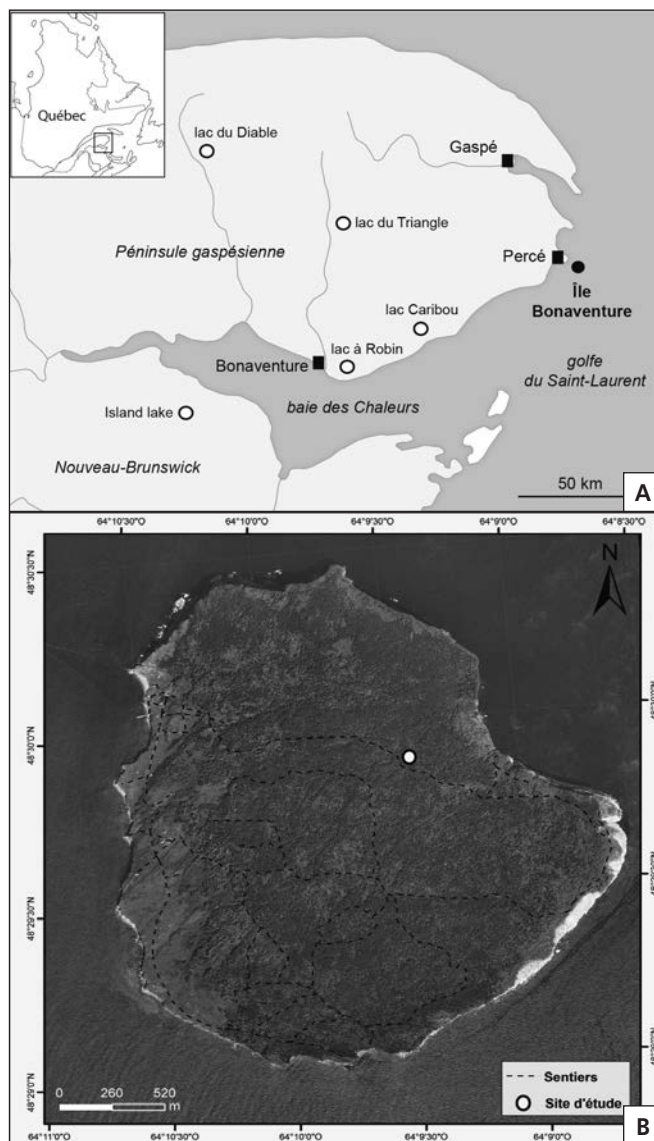 A
Québec
lac du Diable
Gaspé
lac du Triangle
Péninsule gaspésienne
Percé
Île
Bonaventure
lac Caribou
lac à Robin
Bonaventure
golfe
du Saint-Laurent
baie des Chaleurs
Island lake
Nouveau-Brunswick
50 km
64°10'30"O 64°10'0"O 64°9'30"O 64°9'0"O 64°8'30"O
N
48°30'30"N
48°30'0"N
48°29'30"N
48°29'0"N
0 260 520
m
Sentiers
Site d'étude
B
64°11'0"O 64°10'30"O 64°10'0"O 64°9'30"O 64°9'0"O